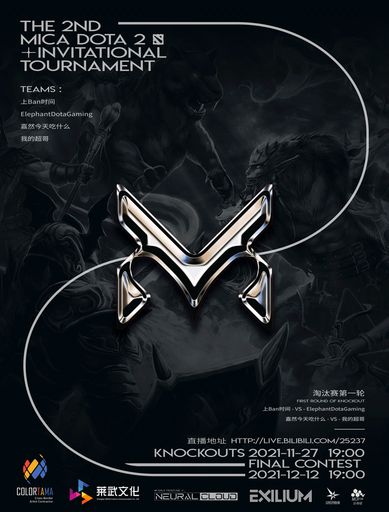 THE 2ND
MICA DOTA 2
+INVITATIONAL
TOURNAMENT
TEAMS：
上Ban时间
ElephantDotaGaming
嘉然今天吃什么
我的超哥
淘汰赛第一轮
FIRST ROUND OF KNOCKOUT
上Ban时间 - VS - ElephantDotaGaming
嘉然今天吃什么 - VS - 我的超哥
直播地址 HTTP://LIVE.BILIBILI.COM/25237
KNOCKOUTS 2021-11-27 19:00
FINAL CONTEST
2021-12-12 19:00
COLORFAMA
莱武文化
NEURAL CLOUD
EXILIUM